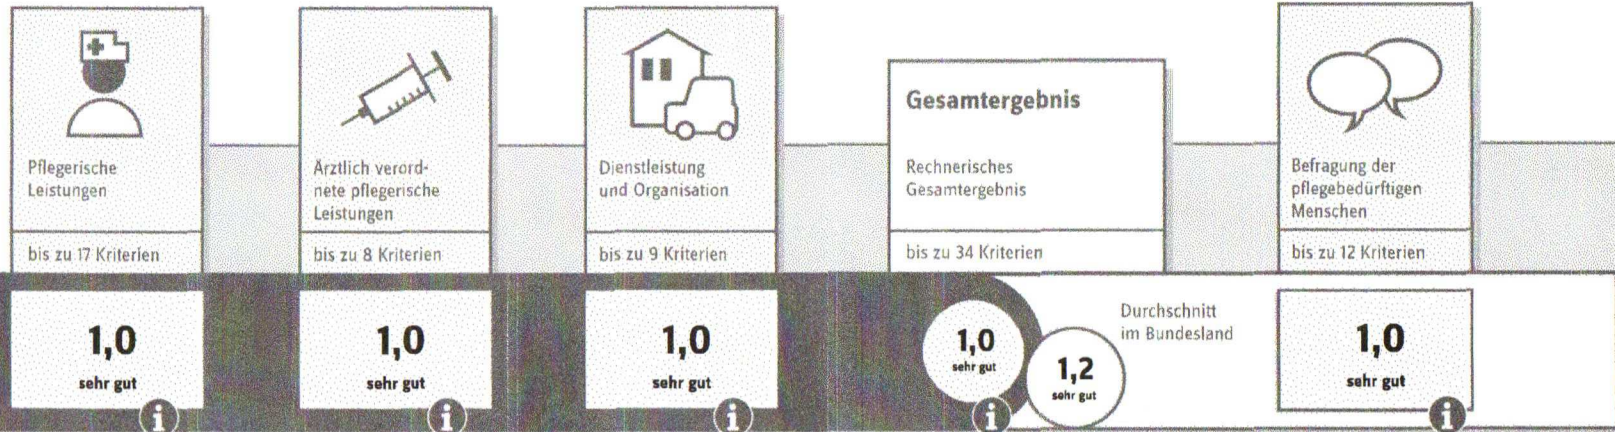 Pflegerische
Leistungen
bis zu 17 Kriterien
1,0
sehr gut
i
Ärztlich verord-
nete pflegerische
Leistungen
bis zu 8 Kriterien
1,0
sehr gut
i
Dienstleistung
und Organisation
bis zu 9 Kriterien
1,0
sehr gut
i
Gesamtergebnis
Rechnerisches
Gesamtergebnis
bis zu 34 Kriterien
1,0
sehr gut
i
1,2
sehr gut
Durchschnitt
im Bundesland
Befragung der
pflegebedürftigen
Menschen
bis zu 12 Kriterien
1,0
sehr gut
i